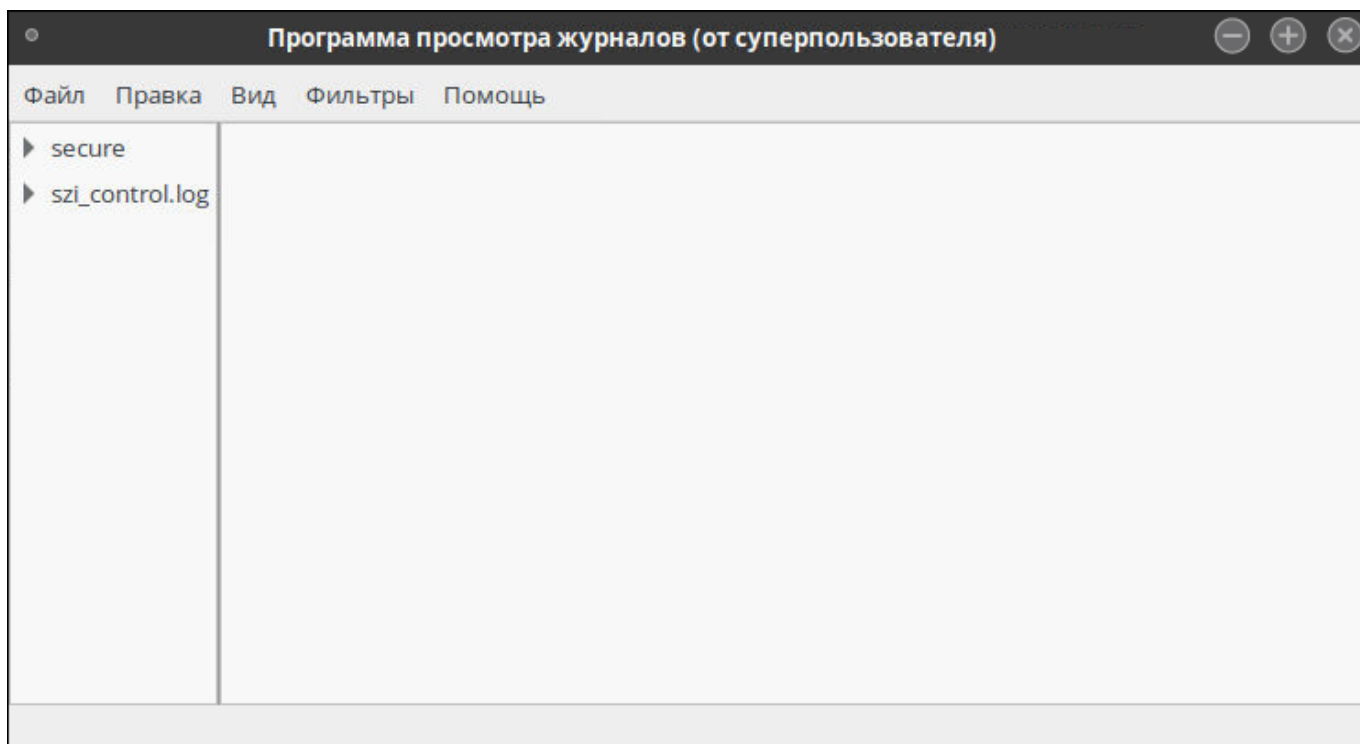 Программа просмотра журналов (от суперпользователя)
Файл Правка Вид Фильтры Помощь
secure
szi_control.log